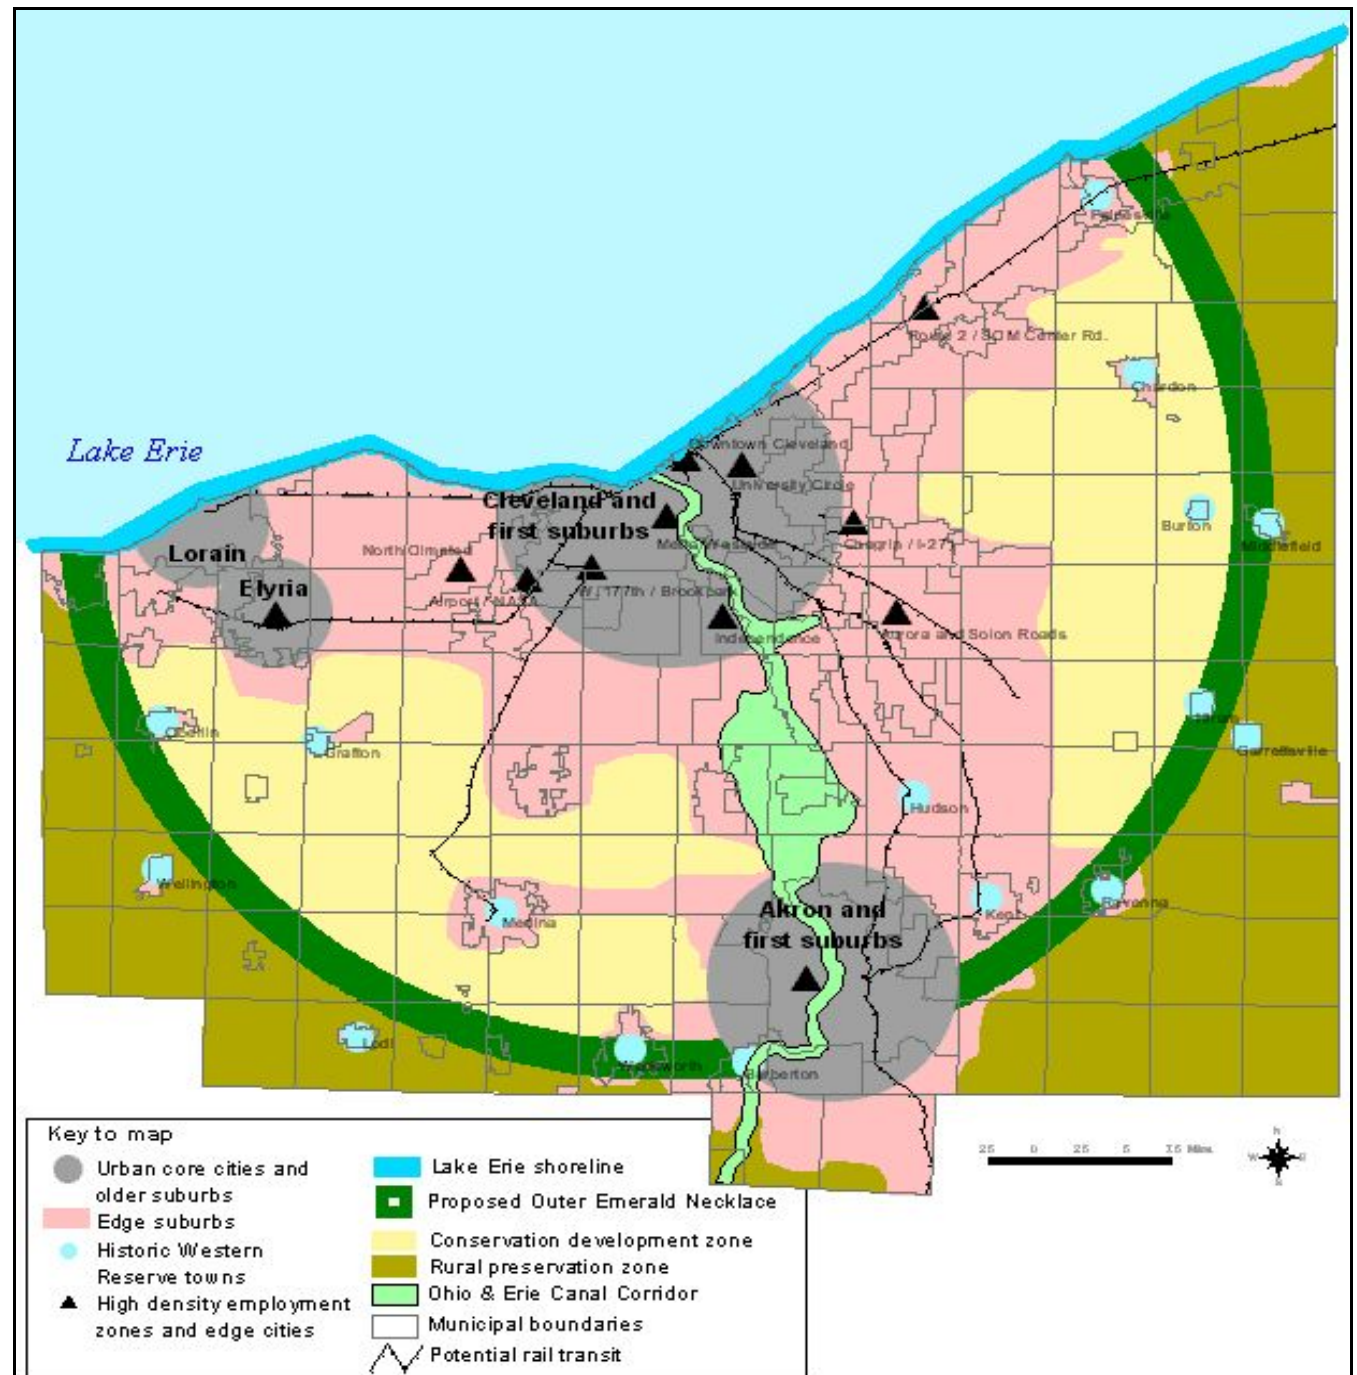 Painesville
Route 2 / SOM Center Rd.
Chardon
Lake Erie
Downtown Cleveland
University Circle
Cleveland and
first suburbs
Burton
Middlefield
Lorain
North Olmsted
Metro Westside
Chagrin / I-271
Elyria
Airport / NASA
W. 177th / Brookpark
Independence
Aurora and Solon Roads
Oberlin
Grafton
Hiram
Garrettsville
Hudson
Wellington
Medina
Akron and
first suburbs
Kent
Ravenna
Lodi
Wadsworth
Barberton
Key to map
Urban core cities and
older suburbs
Edge suburbs
Historic Western
Reserve towns
High density employment
zones and edge cities
Lake Erie shoreline
Proposed Outer Emerald Necklace
Conservation development zone
Rural preservation zone
Ohio & Erie Canal Corridor
Municipal boundaries
Potential rail transit
N
W
E
S